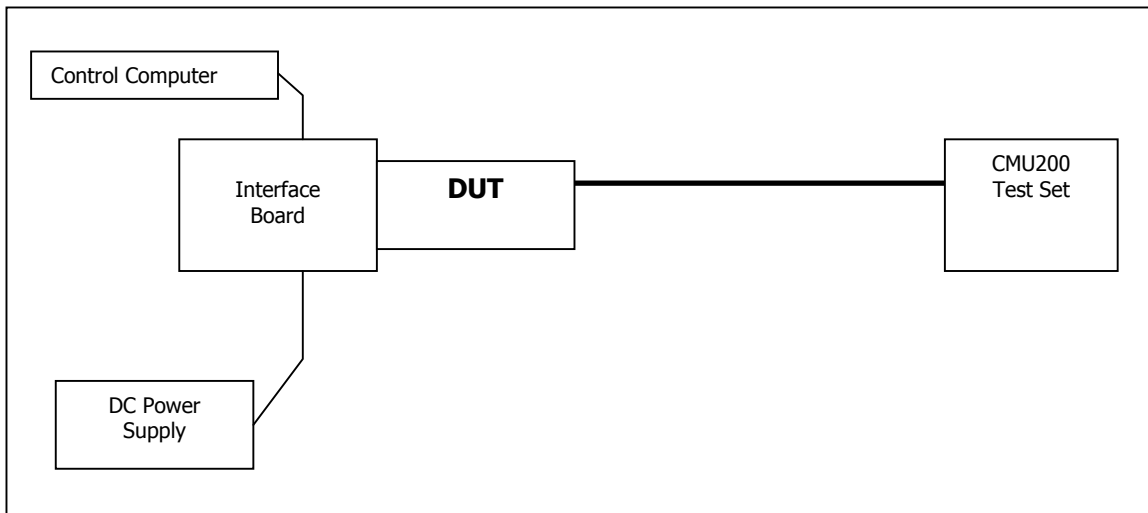 Control Computer
Interface
Board
DUT
CMU200
Test Set
DC Power
Supply